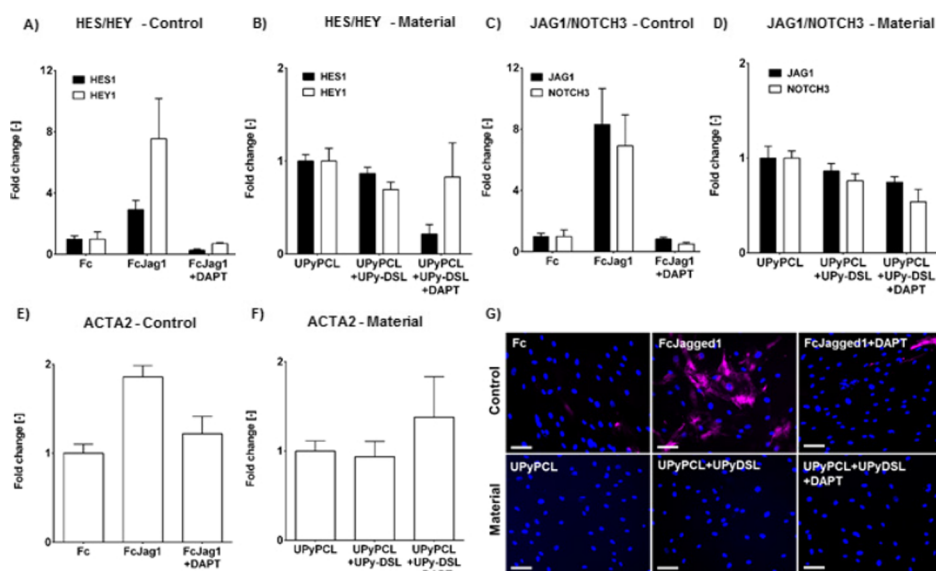 A) HES/HEY - Control
Fold change [-]
12
8
4
0
HES1
HEY1
Fc
FcJag1
FcJag1
+DAPT
B) HES/HEY - Material
Fold change [-]
2
1
0
HES1
HEY1
UPyPCL
UPyPCL
+UPy-DSL
UPyPCL
+UPy-DSL
+DAPT
C) JAG1/NOTCH3 - Control
Fold change [-]
12
8
4
0
JAG1
NOTCH3
Fc
FcJag1
FcJag1
+DAPT
D) JAG1/NOTCH3 - Material
Fold change [-]
2
1
0
JAG1
NOTCH3
UPyPCL
UPyPCL
+UPy-DSL
UPyPCL
+UPy-DSL
+DAPT
E) ACTA2 - Control
Fold change [-]
2
1
0
Fc
FcJag1
FcJag1
+DAPT
F) ACTA2 - Material
Fold change [-]
2
1
0
UPyPCL
UPyPCL
+UPy-DSL
UPyPCL
+UPy-DSL
G)
Control
Fc
FcJagged1
FcJagged1+DAPT
Material
UPyPCL
UPyPCL+UPyDSL
UPyPCL+UPyDSL
+DAPT